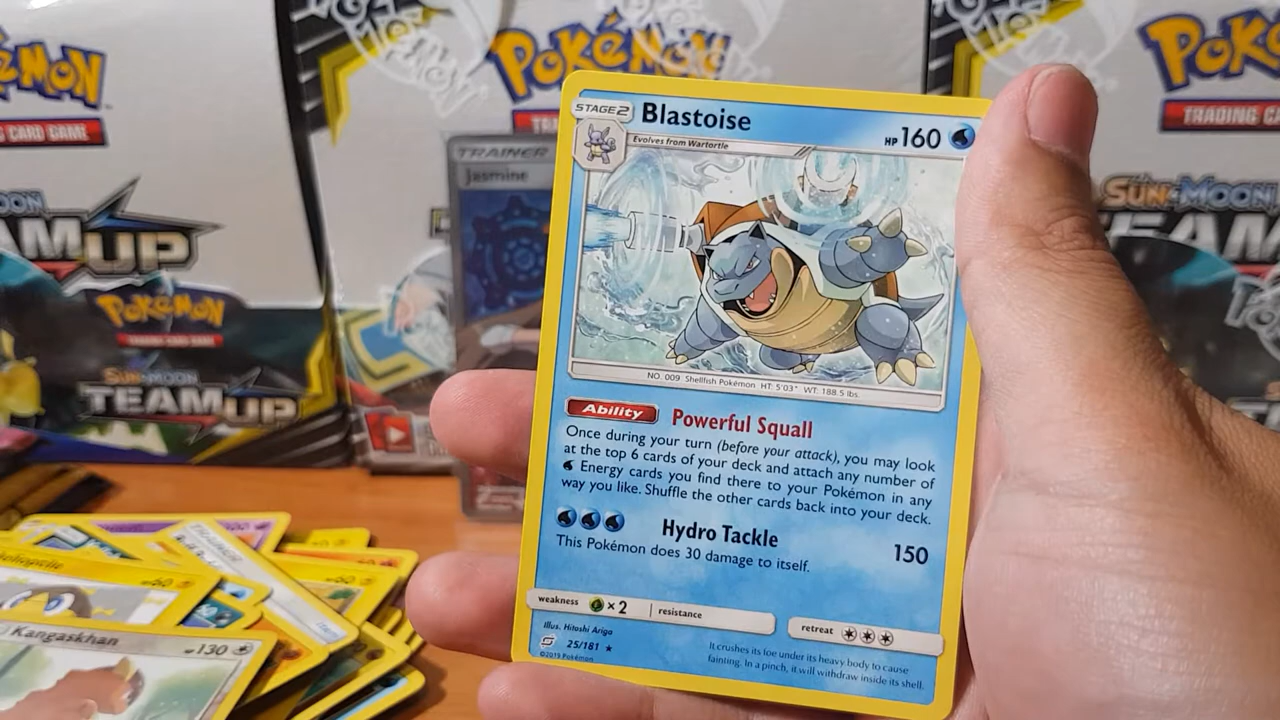 POKÉMON
TRADING CARD GAME
SUN & MOON
TEAM UP
POKÉMON
SUN & MOON
TEAM UP
TRAINER
Jasmine
STAGE 2
Blastoise
HP 160
Evolves from Wartortle
NO. 009 Shellfish Pokémon HT: 5'03" WT: 188.5 lbs.
Ability Powerful Squall
Once during your turn (before your attack), you may look
at the top 6 cards of your deck and attach any number of
Energy cards you find there to your Pokémon in any
way you like. Shuffle the other cards back into your deck.
Hydro Tackle 150
This Pokémon does 30 damage to itself.
weakness ×2 resistance
retreat
Illus. Hitoshi Ariga
25/181
©2019 Pokémon
It crushes its foe under its heavy body to cause
fainting. In a pinch, it will withdraw inside its shell.
60
Kangaskhan
HP 130